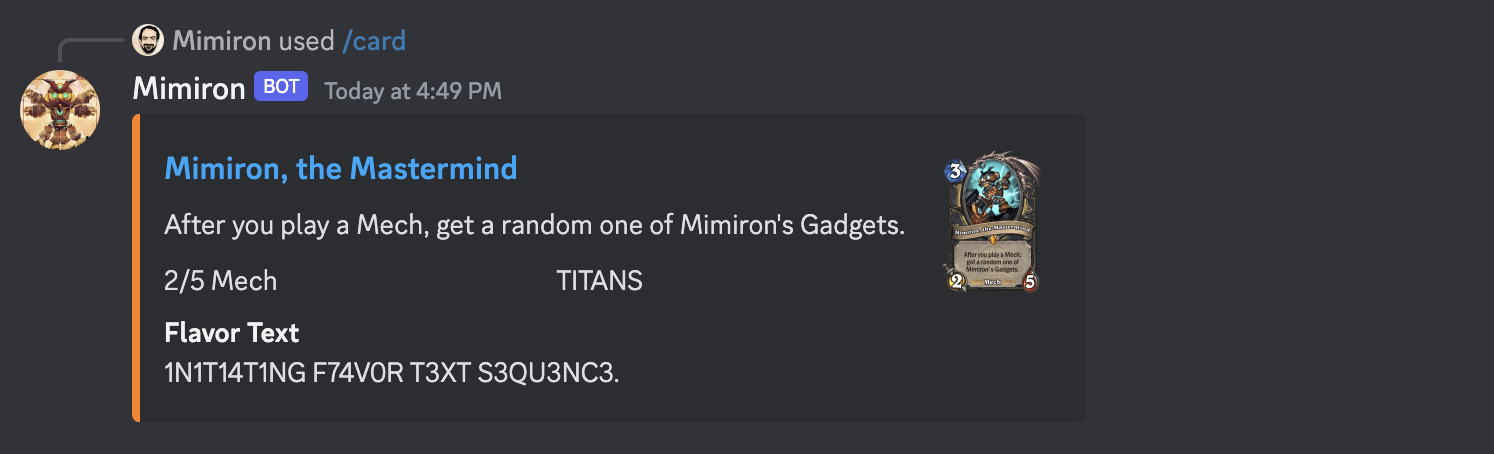 Mimiron used /card
Mimiron BOT Today at 4:49 PM
Mimiron, the Mastermind
After you play a Mech, get a random one of Mimiron's Gadgets.
2/5 Mech TITANS
Flavor Text
1N1T14T1NG F74V0R T3XT S3QU3NC3.
3
Mimiron, the Mastermind
After you play a Mech,
get a random one of
Mimiron's Gadgets.
2 Mech 5